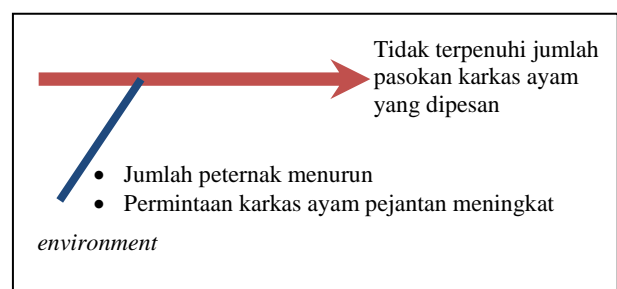 Tidak terpenuhi jumlah
pasokan karkas ayam
yang dipesan
• Jumlah peternak menurun
• Permintaan karkas ayam pejantan meningkat
environment